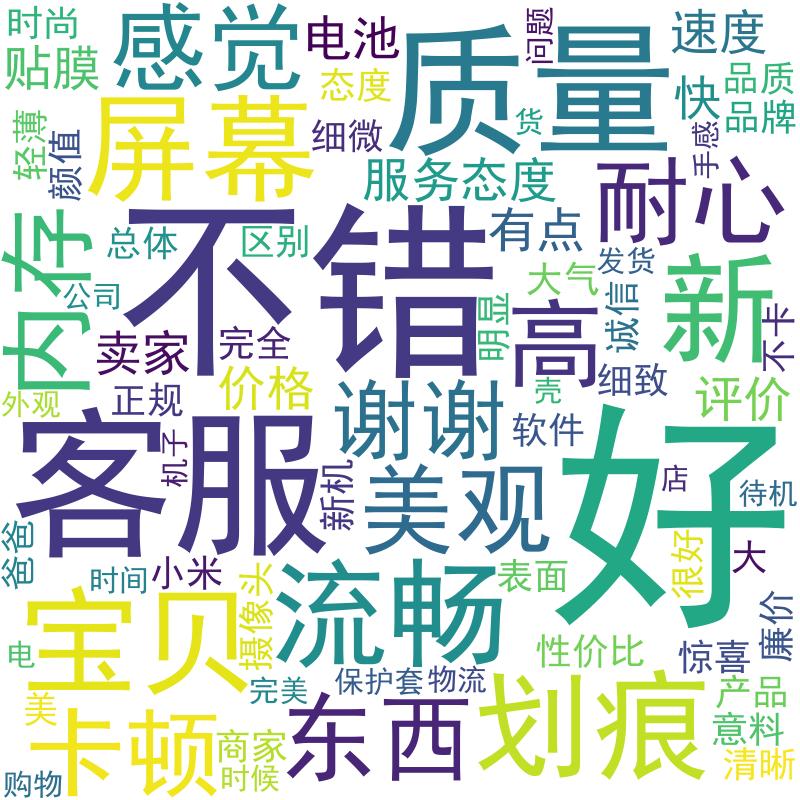 时尚
感觉
电池
质量
问题
速度
贴膜
态度
快
品质
品牌
屏幕
轻薄
颜值
细微
货
手感
服务态度
耐心
内存
总体
区别
不错
有点
大气
发货
新
公司
明显
诚信
不卡
卖家
完全
高
外观
正规
价格
谢谢
壳
细致
评价
客服
机子
新机
软件
好
美观
店
待机
爸爸
时间
小米
摄像头
流畅
表面
很好
大
宝贝
廉价
电
美
完美
保护套
物流
性价比
惊喜
卡顿
商家
时候
东西
划痕
产品
意料
清晰
购物